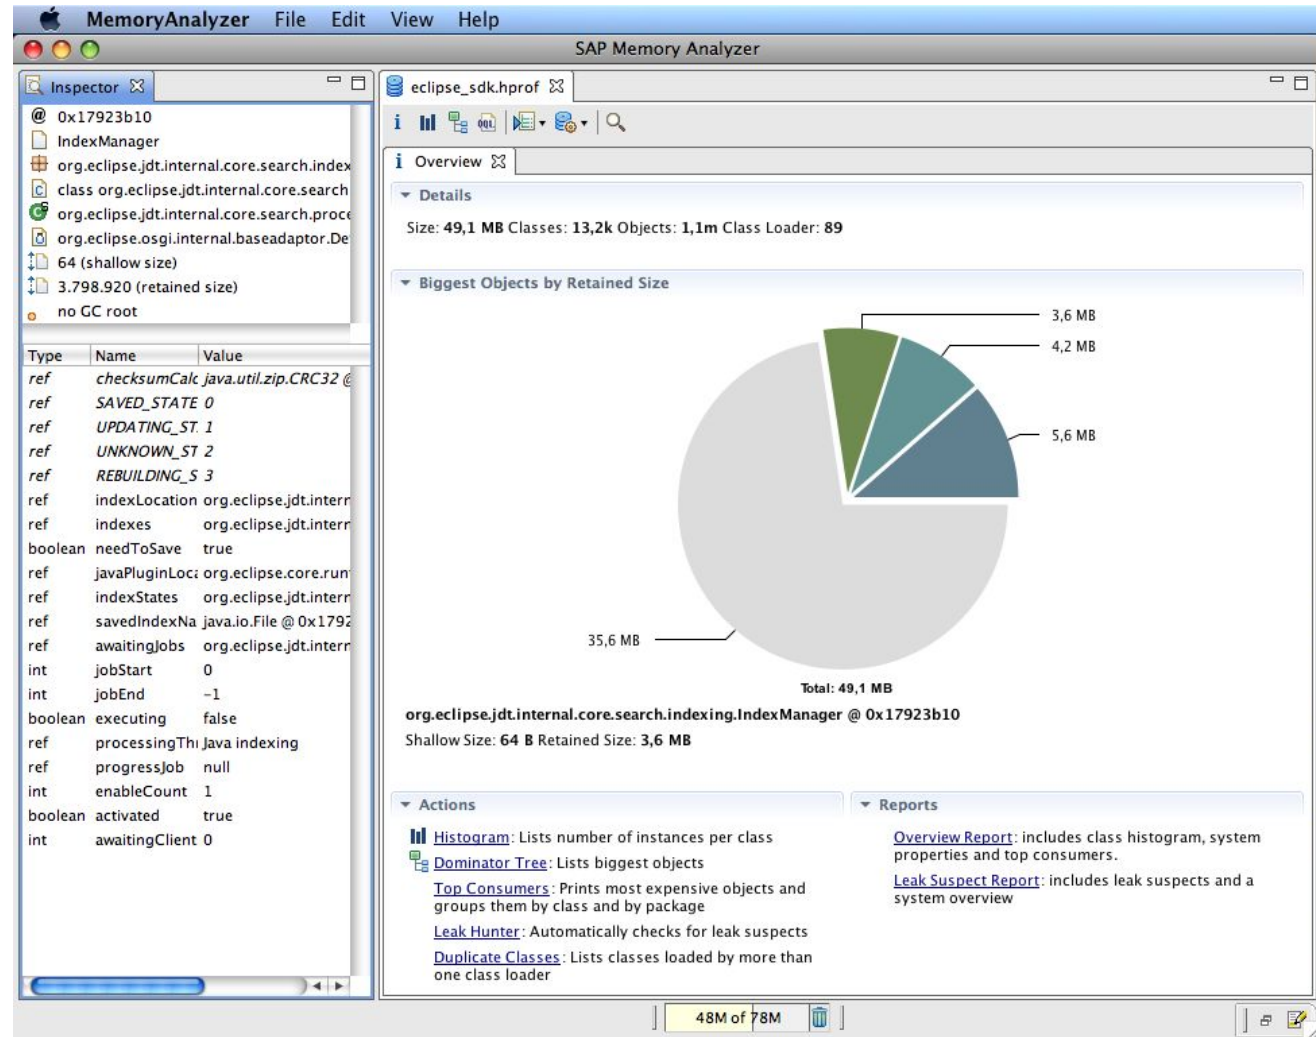 MemoryAnalyzer File Edit View Help
SAP Memory Analyzer
Inspector
@ 0x17923b10
IndexManager
org.eclipse.jdt.internal.core.search.index
class org.eclipse.jdt.internal.core.search
org.eclipse.jdt.internal.core.search.proce
org.eclipse.osgi.internal.baseadaptor.De
64 (shallow size)
3.798.920 (retained size)
no GC root
Type Name Value
ref checksumCalc java.util.zip.CRC32 @
ref SAVED_STATE 0
ref UPDATING_ST. 1
ref UNKNOWN_ST 2
ref REBUILDING_S 3
ref indexLocation org.eclipse.jdt.intern
ref indexes org.eclipse.jdt.intern
boolean needToSave true
ref javaPluginLoca org.eclipse.core.run
ref indexStates org.eclipse.jdt.intern
ref savedIndexNa java.io.File @ 0x1792
ref awaitingJobs org.eclipse.jdt.intern
int jobStart 0
int jobEnd -1
boolean executing false
ref processingThr Java indexing
ref progressJob null
int enableCount 1
boolean activated true
int awaitingClient 0
eclipse_sdk.hprof
i OQL
i Overview
Details
Size: 49,1 MB Classes: 13,2k Objects: 1,1m Class Loader: 89
Biggest Objects by Retained Size
3,6 MB
4,2 MB
5,6 MB
35,6 MB
Total: 49,1 MB
org.eclipse.jdt.internal.core.search.indexing.IndexManager @ 0x17923b10
Shallow Size: 64 B Retained Size: 3,6 MB
Actions
Histogram: Lists number of instances per class
Dominator Tree: Lists biggest objects
Top Consumers: Prints most expensive objects and
groups them by class and by package
Leak Hunter: Automatically checks for leak suspects
Duplicate Classes: Lists classes loaded by more than
one class loader
Reports
Overview Report: includes class histogram, system
properties and top consumers.
Leak Suspect Report: includes leak suspects and a
system overview
48M of 78M